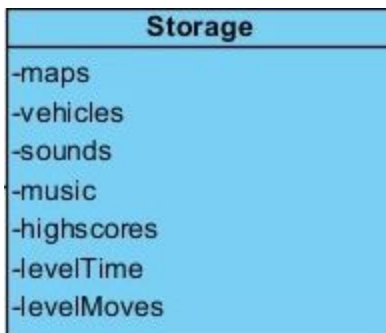 Storage
-maps
-vehicles
-sounds
-music
-highscores
-levelTime
-levelMoves